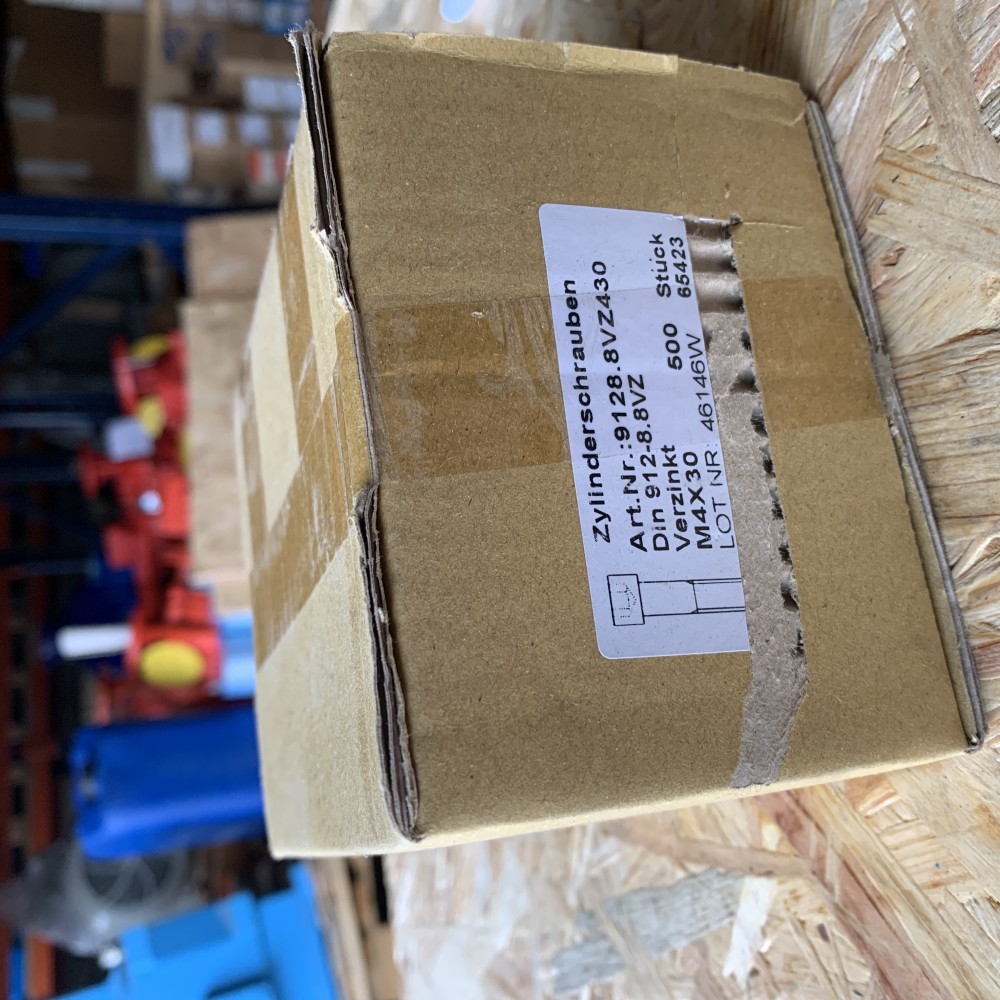 Zylinderschrauben
Art.Nr.:9128.8VZ430
Din 912-8.8VZ
Verzinkt 500 Stück
M4X30 65423
LOT NR: 46146W